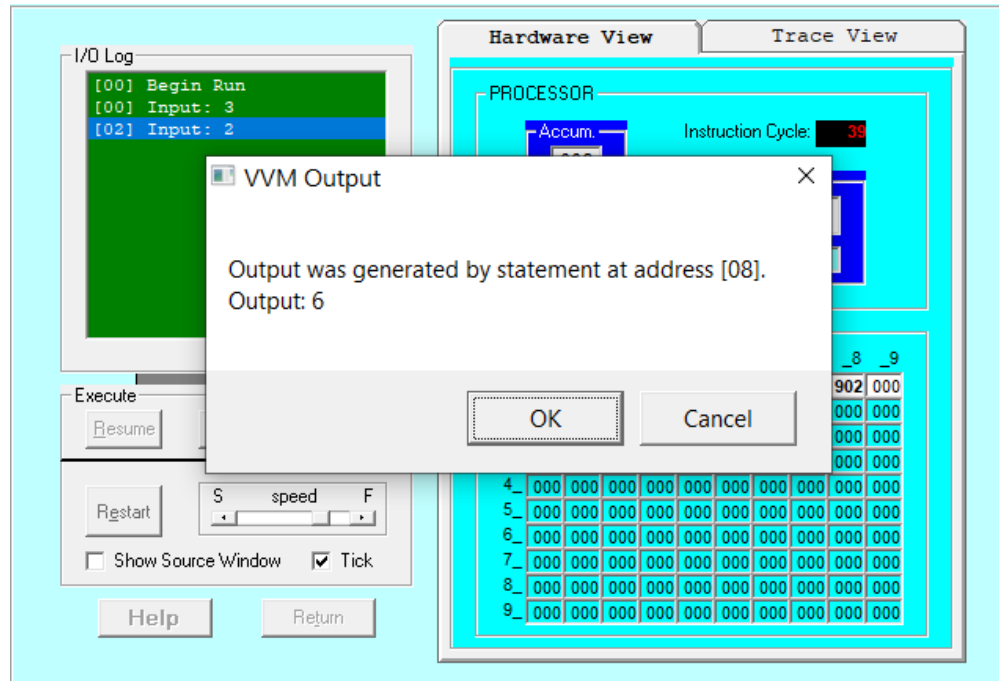 Hardware View
Trace View
I/O Log
[00] Begin Run
[00] Input: 3
[02] Input: 2
PROCESSOR
Accum.
Instruction Cycle: 39
VVM Output
Output was generated by statement at address [08].
Output: 6
OK
Cancel
_8 _9
902 000
000 000
000 000
000 000
4_ 000 000 000 000 000 000 000 000 000 000
5_ 000 000 000 000 000 000 000 000 000 000
6_ 000 000 000 000 000 000 000 000 000 000
7_ 000 000 000 000 000 000 000 000 000 000
8_ 000 000 000 000 000 000 000 000 000 000
9_ 000 000 000 000 000 000 000 000 000 000
Execute
Resume
Restart
S speed F
Show Source Window
Tick
Help
Return